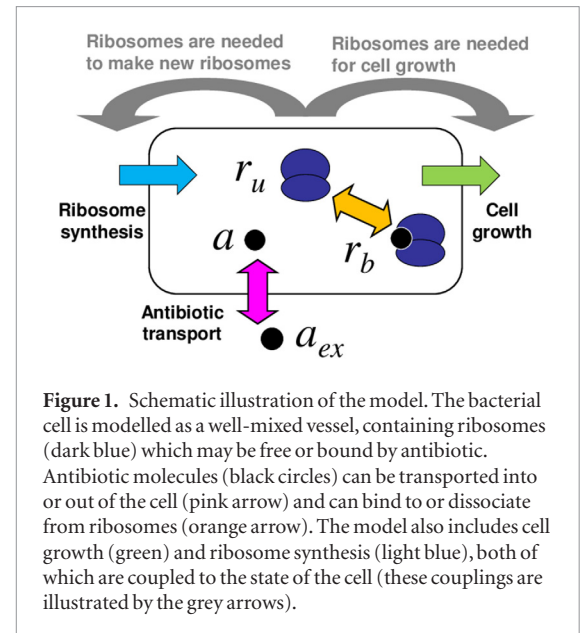 Ribosomes are needed
to make new ribosomes
Ribosomes are needed
for cell growth
r_u
Ribosome
synthesis
a
r_b
Cell
growth
Antibiotic
transport
a_ex
Figure 1. Schematic illustration of the model. The bacterial
cell is modelled as a well-mixed vessel, containing ribosomes
(dark blue) which may be free or bound by antibiotic.
Antibiotic molecules (black circles) can be transported into
or out of the cell (pink arrow) and can bind to or dissociate
from ribosomes (orange arrow). The model also includes cell
growth (green) and ribosome synthesis (light blue), both of
which are coupled to the state of the cell (these couplings are
illustrated by the grey arrows).